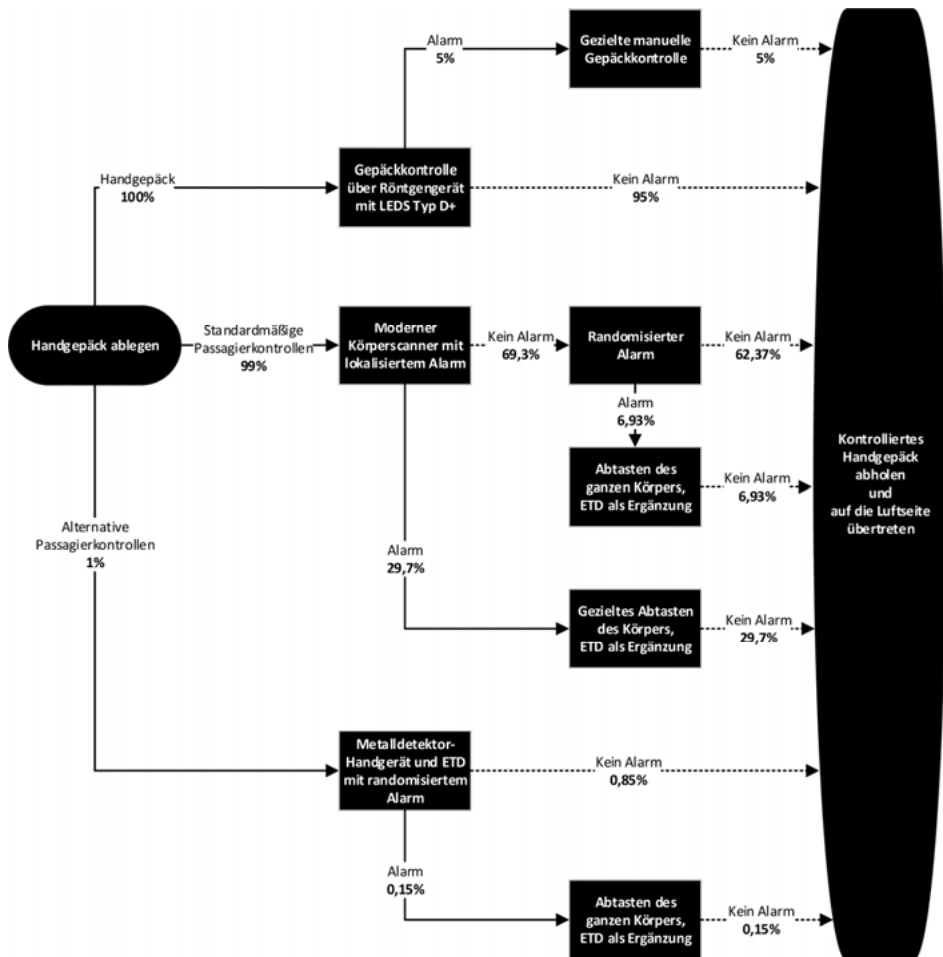 Alarm
5%
Gezielte manuelle
Gepäckkontrolle
Kein Alarm
5%
Handgepäck
100%
Gepäckkontrolle
über Röntgengerät
mit LEDS Typ D+
Kein Alarm
95%
Handgepäck ablegen
Standardmäßige
Passagierkontrollen
99%
Moderner
Körperscanner mit
lokalisiertem Alarm
Kein Alarm
69,3%
Randomisierter
Alarm
Kein Alarm
62,37%
Alarm
6,93%
Abtasten des
ganzen Körpers,
ETD als Ergänzung
Kein Alarm
6,93%
Kontrolliertes
Handgepäck
abholen
und
auf die Luftseite
übertreten
Alternative
Passagierkontrollen
1%
Alarm
29,7%
Gezieltes Abtasten
des Körpers,
ETD als Ergänzung
Kein Alarm
29,7%
Metalldetektor-
Handgerät und ETD
mit randomisiertem
Alarm
Kein Alarm
0,85%
Alarm
0,15%
Abtasten des
ganzen Körpers,
ETD als Ergänzung
Kein Alarm
0,15%